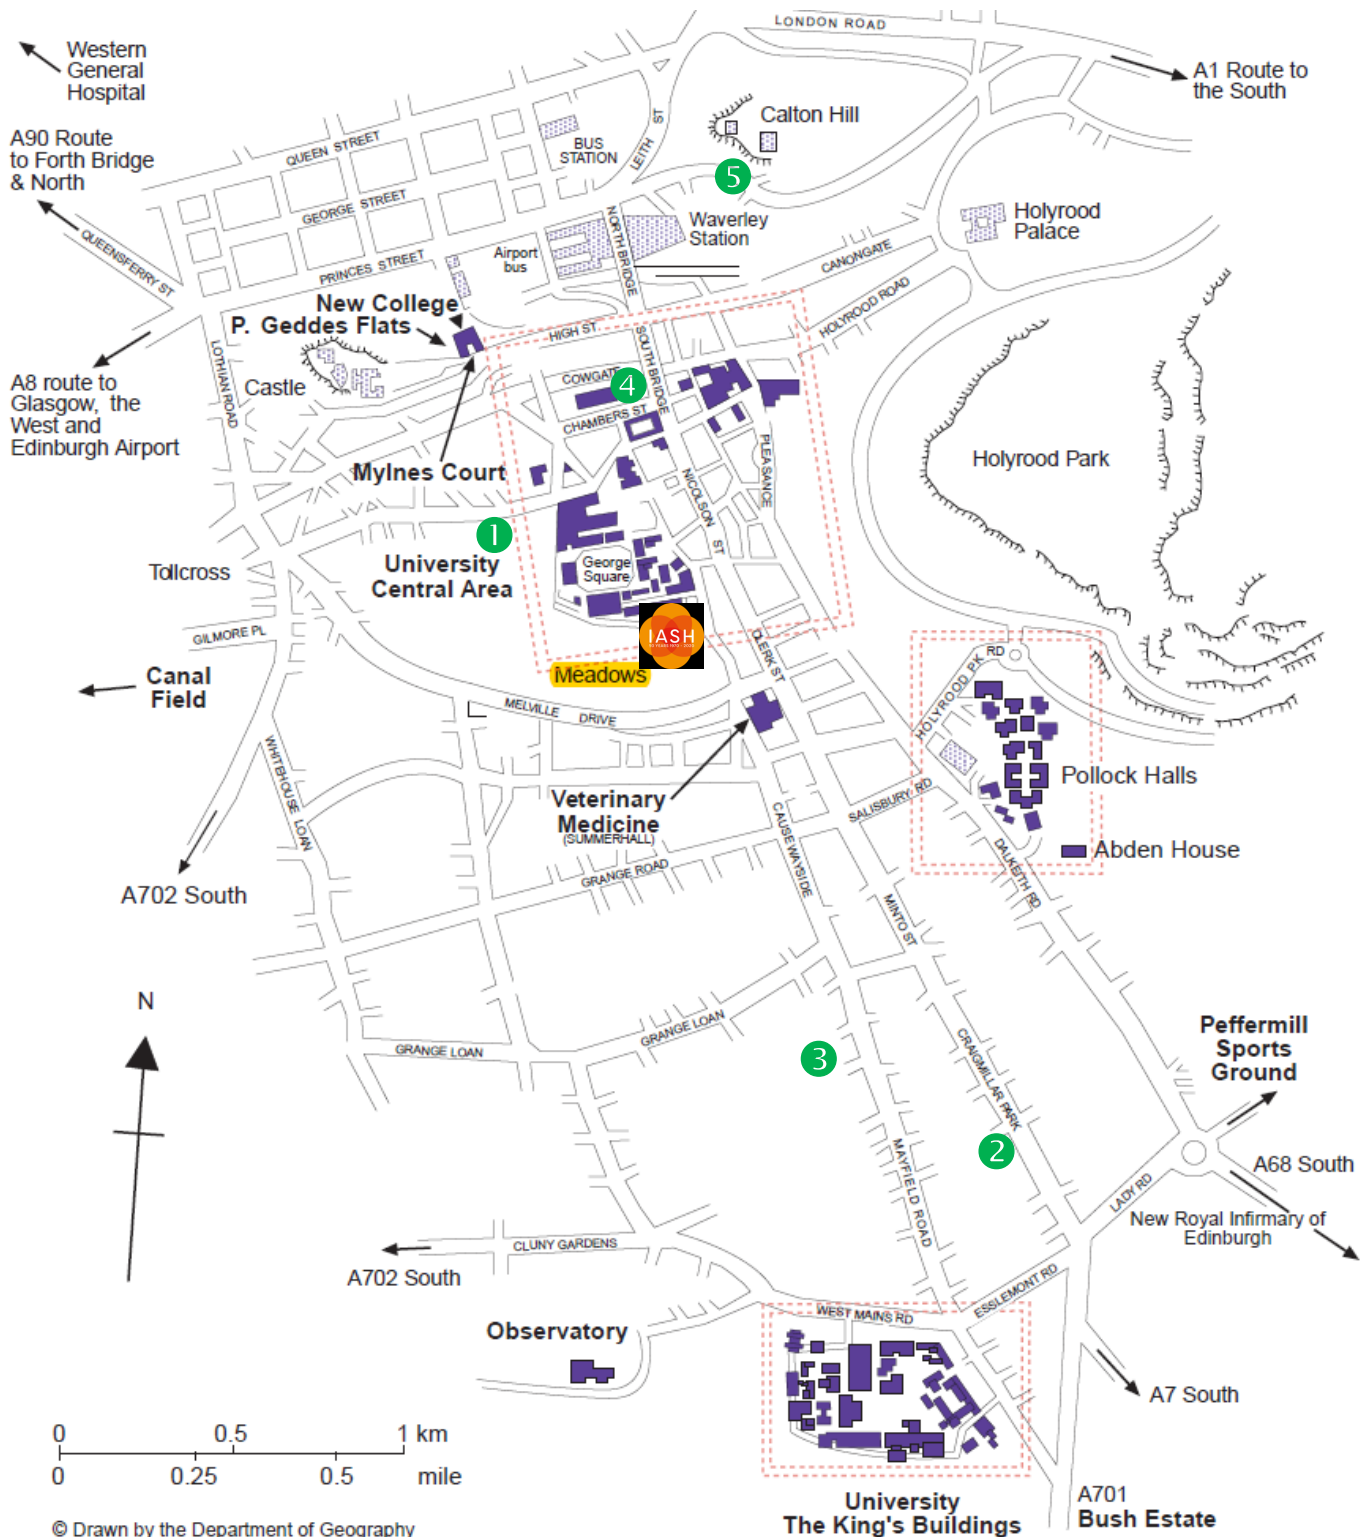 LONDON ROAD
Western
General
Hospital
A1 Route to
the South
Calton Hill
A90 Route
to Forth Bridge
& North
QUEEN STREET
BUS
STATION
LEITH ST
5
GEORGE STREET
QUEENSFERRY ST
NORTH BRIDGE
Waverley
Station
Holyrood
Palace
PRINCES STREET
Airport
bus
CANONGATE
New College
P. Geddes Flats
HIGH ST
HOLYROOD ROAD
LOTHIAN ROAD
SOUTH BRIDGE
A8 route to
Glasgow, the
West and
Edinburgh Airport
Castle
COWGATE
4
CHAMBERS ST
PLEASANCE
Mylnes Court
NICOLSON ST
Holyrood Park
1
University
Central Area
George
Square
Tollcross
GILMORE PL
IASH
CLERK ST
HOLYROOD PK RD
Meadows
Canal
Field
MELVILLE DRIVE
WHITEHOUSE LOAN
Pollock Halls
Veterinary
Medicine
(SUMMERHALL)
SALISBURY RD
CAUSEWAYSIDE
Abden House
DALKEITH RD
GRANGE ROAD
A702 South
MINTO ST
N
GRANGE LOAN
GRANGE LOAN
3
CRAIGMILLAR PARK
Peffermill
Sports
Ground
2
MAYFIELD ROAD
A68 South
LADY RD
New Royal Infirmary of
Edinburgh
CLUNY GARDENS
A702 South
ESSLEMONT RD
WEST MAINS RD
Observatory
A7 South
0 0.5 1 km
0 0.25 0.5 mile
University
The King's Buildings
A701
Bush Estate
© Drawn by the Department of Geography